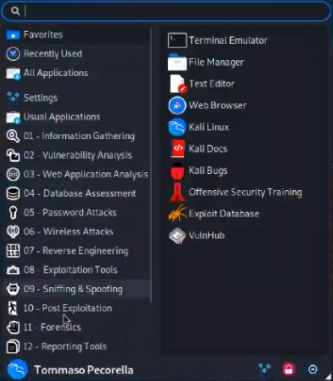 Favorites
Recently Used
All Applications
Settings
Usual Applications
01 - Information Gathering
02 - Vulnerability Analysis
03 - Web Application Analysis
04 - Database Assessment
05 - Password Attacks
06 - Wireless Attacks
07 - Reverse Engineering
08 - Exploitation Tools
09 - Sniffing & Spoofing
10 - Post Exploitation
11 - Forensics
12 - Reporting Tools
Terminal Emulator
File Manager
Text Editor
Web Browser
Kali Linux
Kali Docs
Kali Bugs
Offensive Security Training
Exploit Database
VulnHub
Tommaso Pecorella